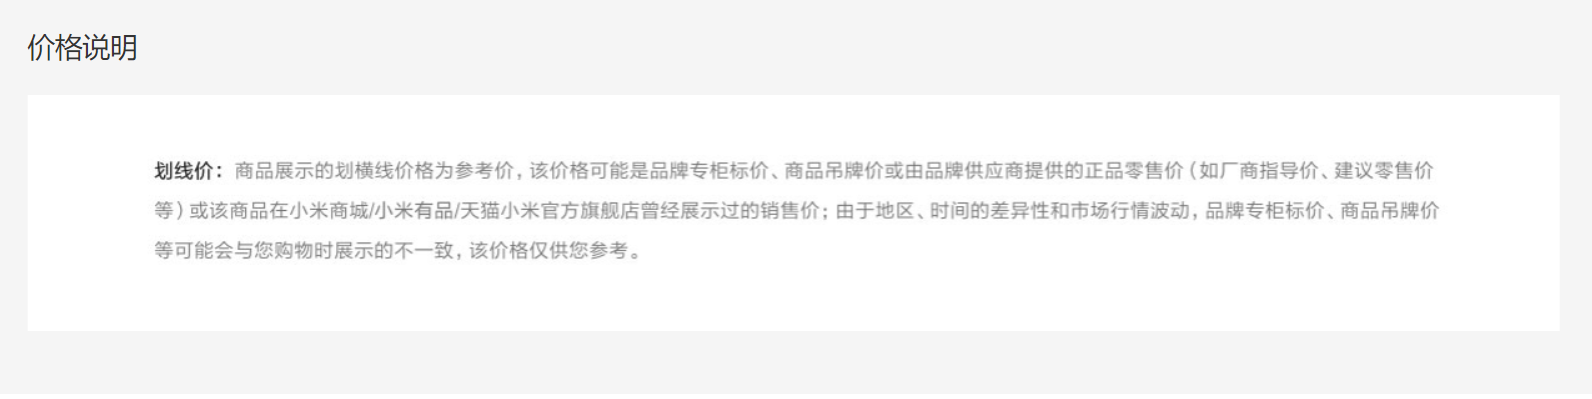 价格说明
划线价：商品展示的划横线价格为参考价，该价格可能是品牌专柜标价、商品吊牌价或由品牌供应商提供的正品零售价（如厂商指导价、建议零售价
等）或该商品在小米商城/小米有品/天猫小米官方旗舰店曾经展示过的销售价；由于地区、时间的差异性和市场行情波动，品牌专柜标价、商品吊牌价
等可能会与您购物时展示的不一致，该价格仅供您参考。